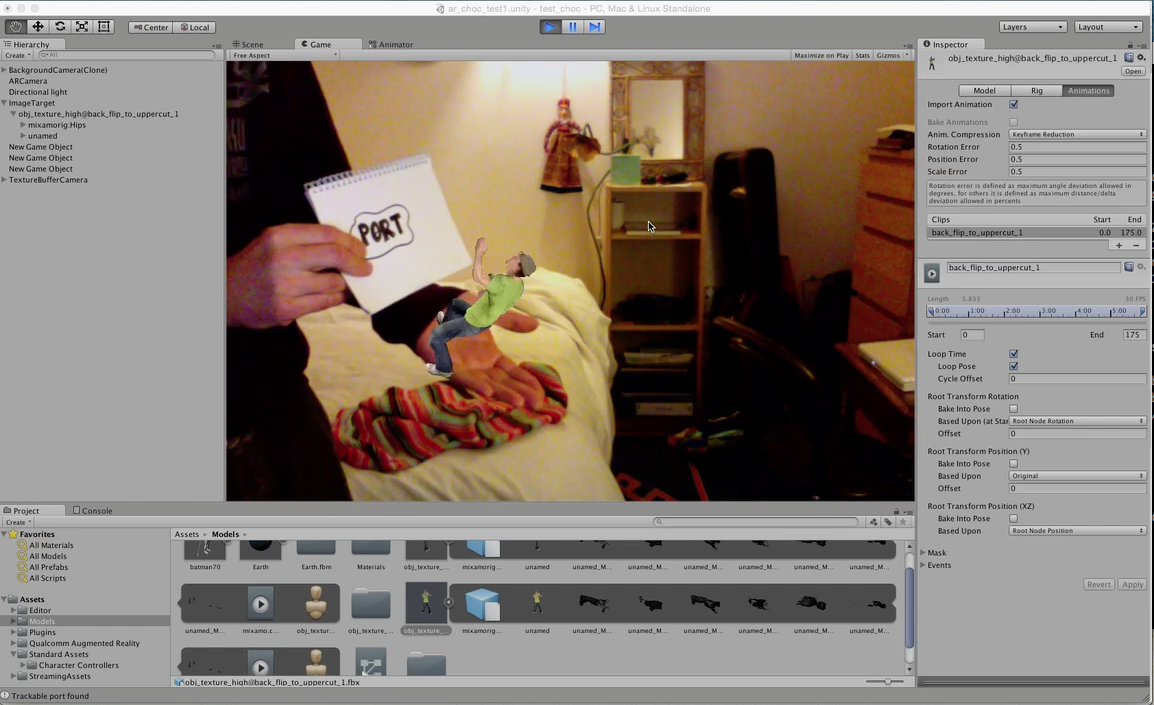 ar_choc_test1.unity - test_choc - PC, Mac & Linux Standalone
Center Local
Layers Layout
Hierarchy
Create All
BackgroundCamera(Clone)
ARCamera
Directional light
ImageTarget
obj_texture_high@back_flip_to_uppercut_1
mixamorig:Hips
unamed
New Game Object
New Game Object
New Game Object
TextureBufferCamera
Scene Game Animator
Free Aspect Maximize on Play Stats Gizmos
PORT
Inspector
obj_texture_high@back_flip_to_uppercut_1
Open
Model Rig Animations
Import Animation
Bake Animations
Anim. Compression Keyframe Reduction
Rotation Error 0.5
Position Error 0.5
Scale Error 0.5
Rotation error is defined as maximum angle deviation allowed in
degrees, for others it is defined as maximum distance/delta
deviation allowed in percents
Clips Start End
back_flip_to_uppercut_1 0.0 175.0
back_flip_to_uppercut_1
Length 5.833 30 FPS
0:00 1:00 2:00 3:00 4:00 5:00
Start 0 End 175
Loop Time
Loop Pose
Cycle Offset 0
Root Transform Rotation
Bake Into Pose
Based Upon (at Star Root Node Rotation
Offset 0
Root Transform Position (Y)
Bake Into Pose
Based Upon Original
Offset 0
Root Transform Position (XZ)
Bake Into Pose
Based Upon Root Node Position
Mask
Events
Revert Apply
Project Console
Create
Favorites
All Materials
All Models
All Prefabs
All Scripts
Assets
Editor
Models
Plugins
Qualcomm Augmented Reality
Standard Assets
Character Controllers
StreamingAssets
Assets Models
batman70 Earth Earth.fbm Materials obj_texture_... mixamorig... unamed unamed_M... unamed_M... unamed_M... unamed_M... unamed_M... unamed_M...
unamed_M... mixamo.c... obj_textur... obj_texture_... obj_texture_... mixamorig... unamed unamed_M... unamed_M... unamed_M... unamed_M... unamed_M... unamed_M...
obj_texture_high@back_flip_to_uppercut_1.fbx
Trackable port found